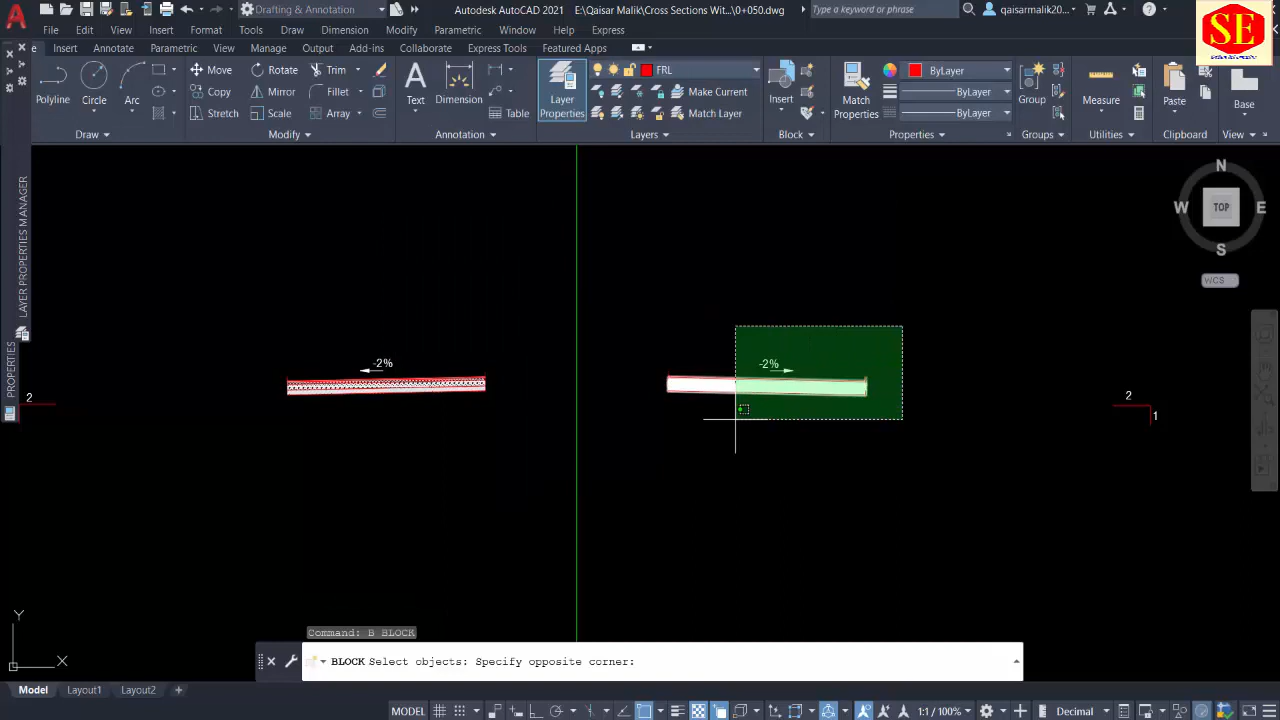 Drafting & Annotation
Autodesk AutoCAD 2021 E:\Qaisar Malik\Cross Sections Wit...\0+050.dwg
Type a keyword or phrase
qaisarmalik20...
SE
File Edit View Insert Format Tools Draw Dimension Modify Parametric Window Help Express
Insert Annotate Parametric View Manage Output Add-ins Collaborate Express Tools Featured Apps
Polyline Circle Arc
Move Rotate Trim
Copy Mirror Fillet
Stretch Scale Array
Text Dimension Table
Layer Properties
FRL
Make Current
Match Layer
Insert
Match Properties
ByLayer
ByLayer
ByLayer
Group
Measure
Paste
Base
Draw Modify Annotation Layers Block Properties Groups Utilities Clipboard View
LAYER PROPERTIES MANAGER
PROPERTIES
N
W TOP E
S
WCS
-2% -2%
2 2
1
Y
X
Command: B BLOCK
BLOCK Select objects: Specify opposite corner:
Model Layout1 Layout2 +
MODEL 1:1 / 100% Decimal